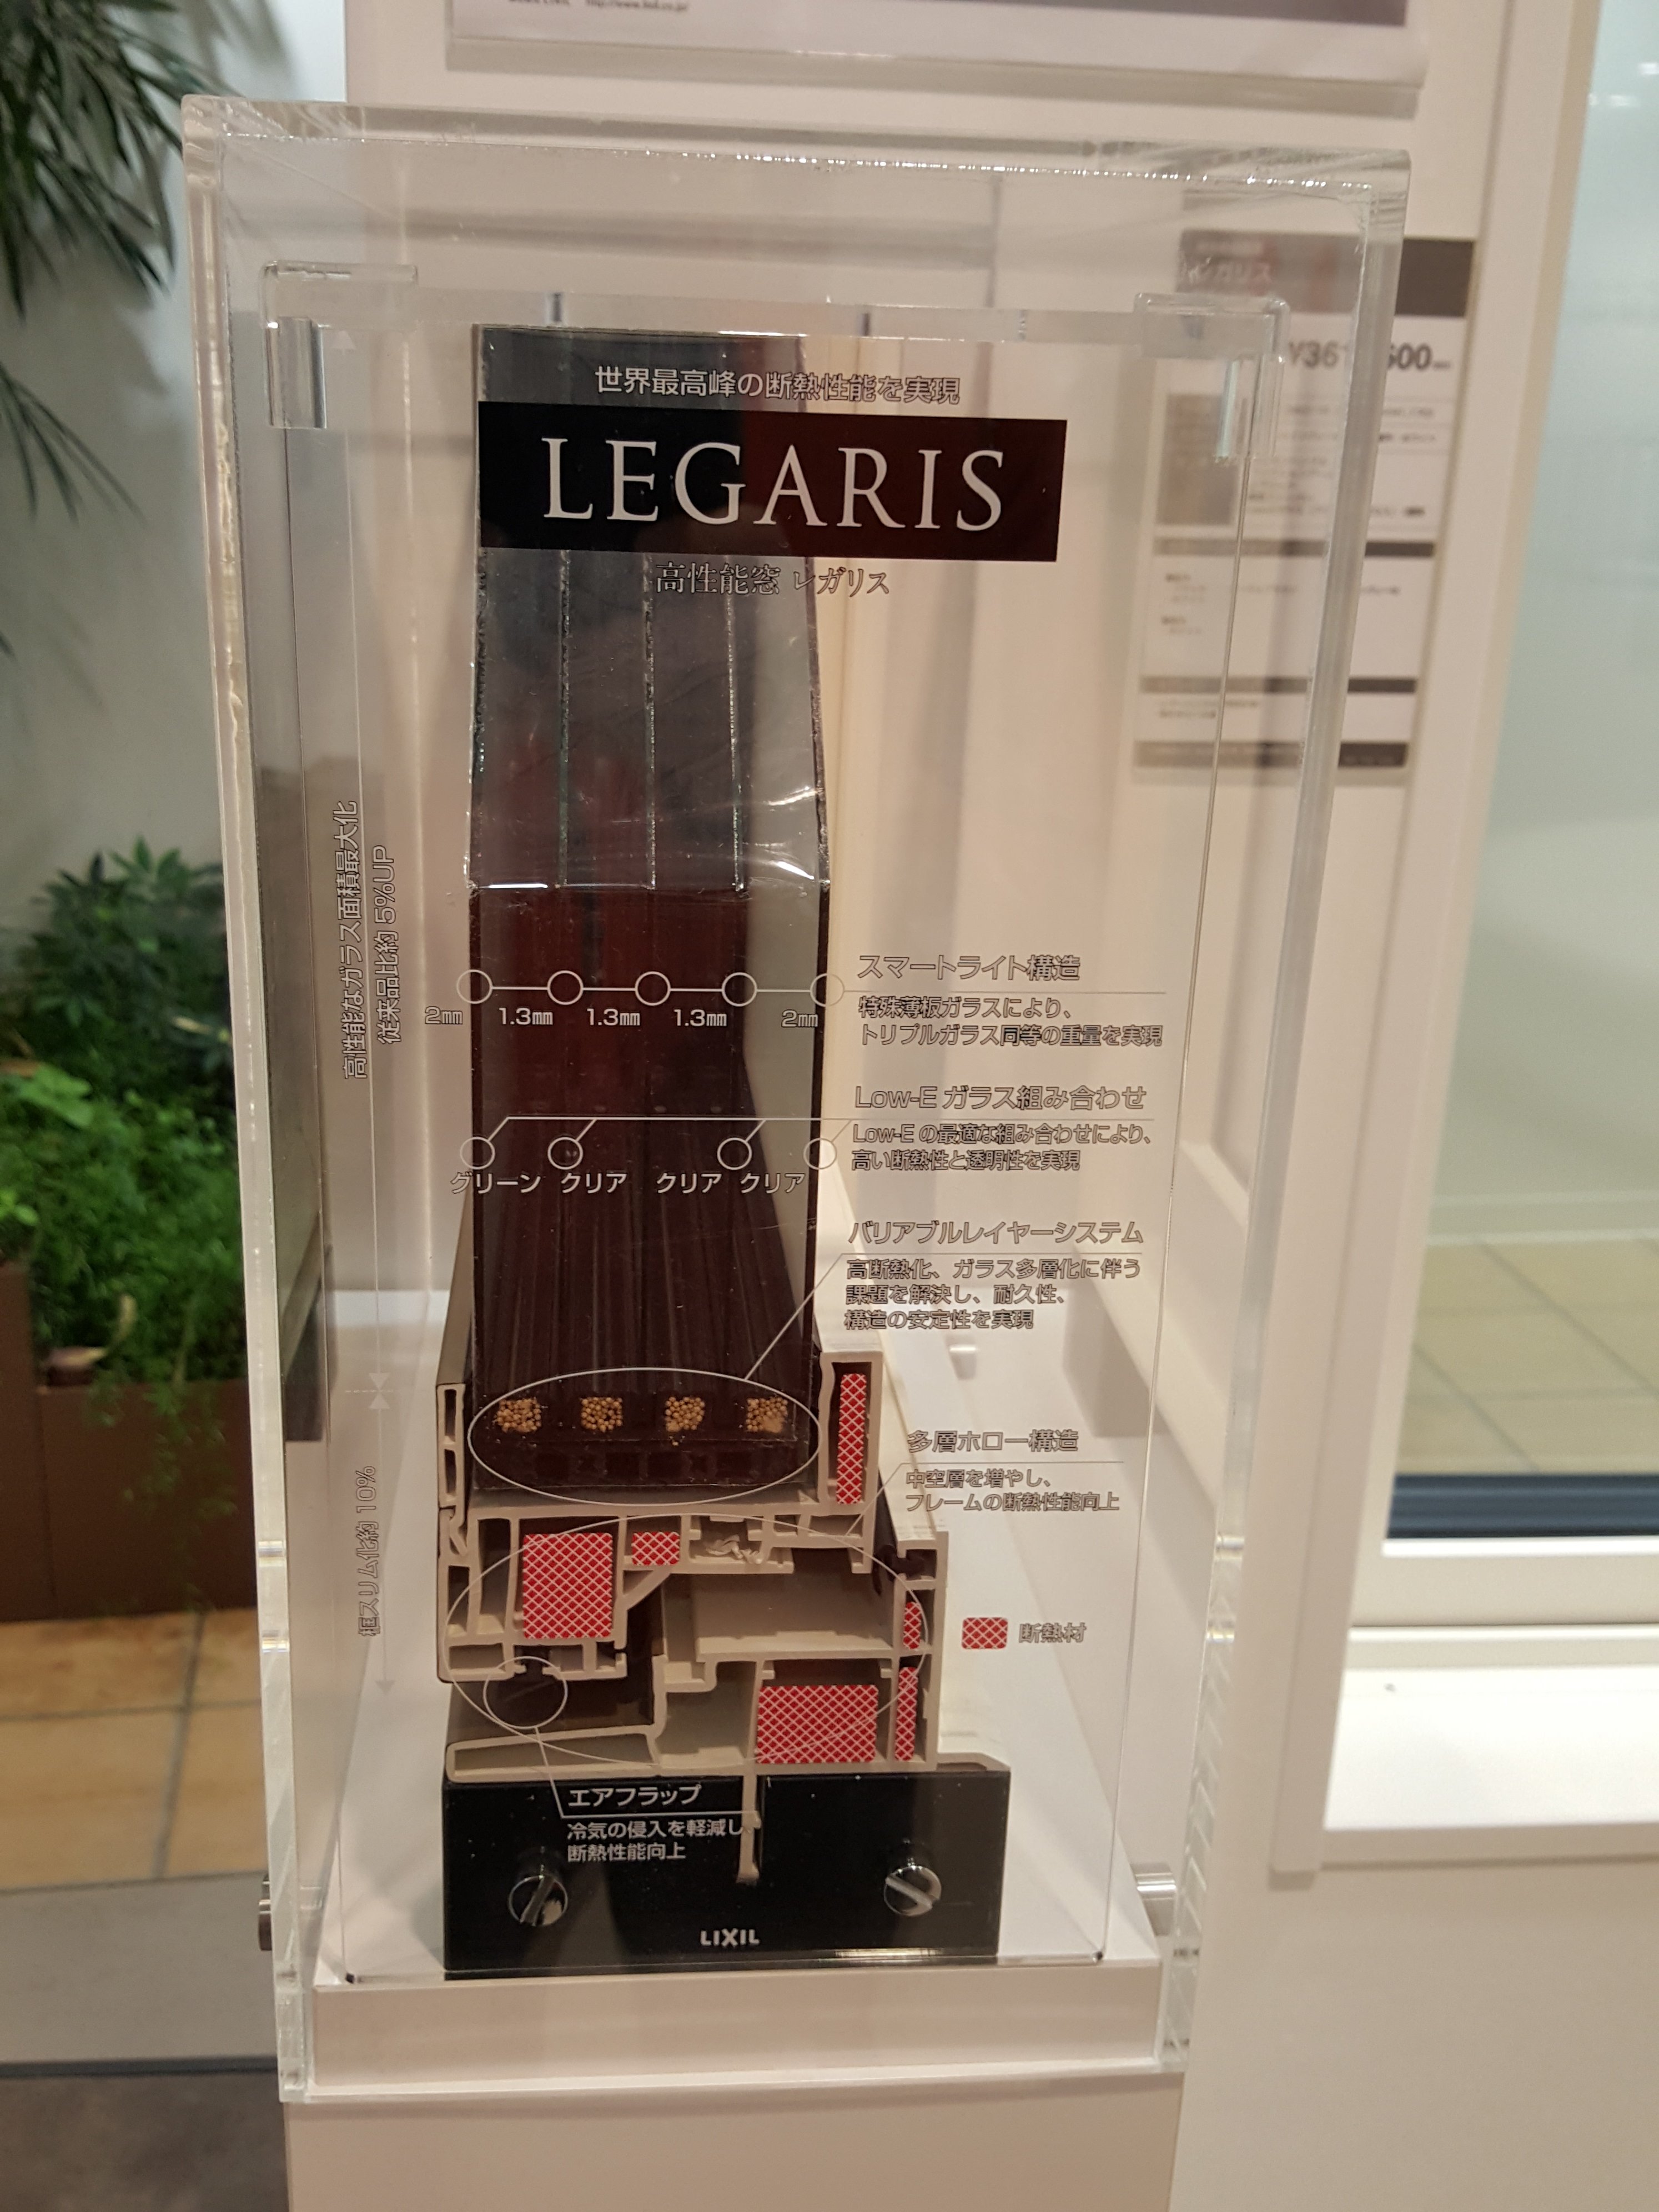 世界最高峰の断熱性能を実現
LEGARIS
高性能窓 レガリス
高性能なガラス面積最大化
従来品比約 5%UP
スマートライト構造
2mm 1.3mm 1.3mm 1.3mm 2mm
特殊薄板ガラスにより、
トリプルガラス同等の重量を実現
Low-E ガラス組み合わせ
Low-E の最適な組み合わせにより、
高い断熱性と透明性を実現
グリーン クリア クリア クリア
バリアブルレイヤーシステム
高断熱化、ガラス多層化に伴う
課題を解決し、耐久性、
構造の安定性を実現
多層ホロー構造
中空層を増やし、
フレームの断熱性能向上
框スリム化約 10%
断熱材
エアフラップ
冷気の侵入を軽減し
断熱性能向上
LIXIL